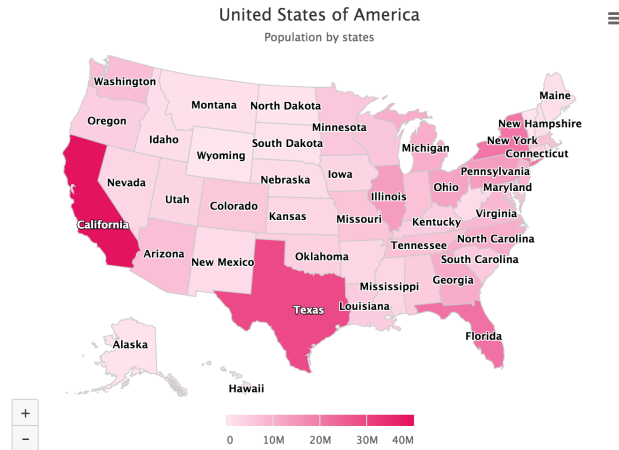 United States of America
Population by states
Washington
Maine
Montana
North Dakota
Oregon
New Hampshire
Minnesota
Idaho
New York
South Dakota
Michigan
Connecticut
Wyoming
Pennsylvania
Iowa
Nebraska
Nevada
Ohio
Maryland
Illinois
Utah
Colorado
Virginia
Kansas
Missouri
Kentucky
California
North Carolina
Tennessee
Arizona
Oklahoma
South Carolina
New Mexico
Georgia
Mississippi
Louisiana
Texas
Florida
Alaska
Hawaii
+
-
0 10M 20M 30M 40M